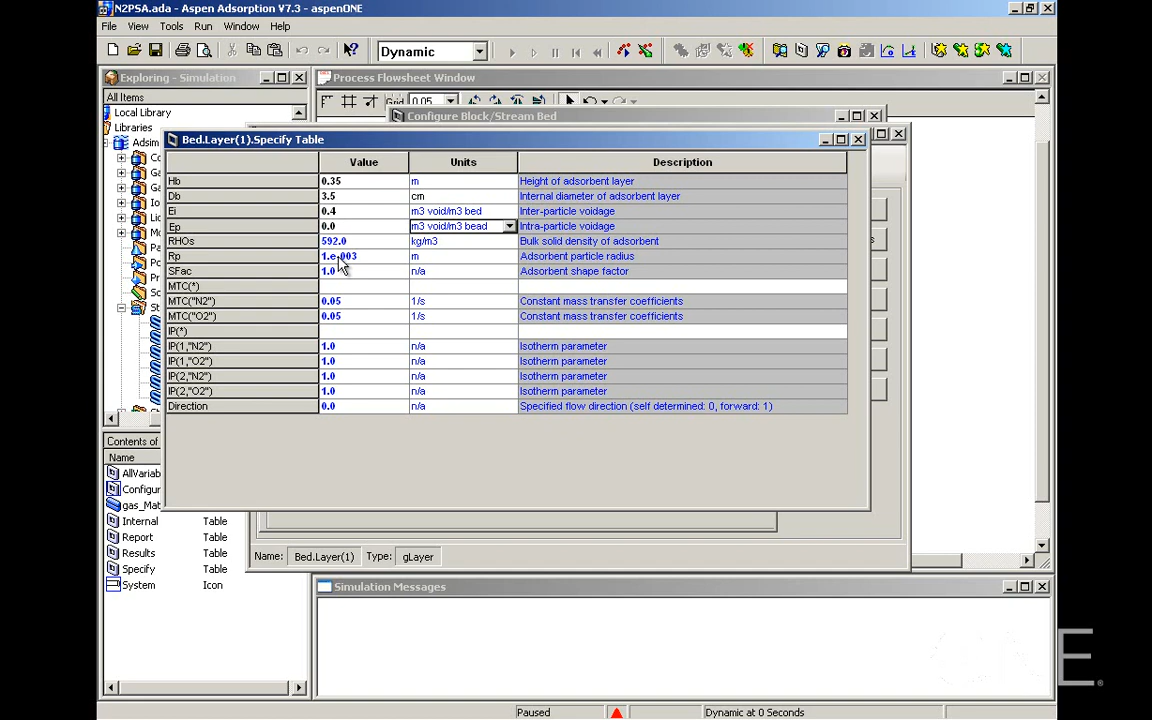 N2PSA.ada - Aspen Adsorption V7.3 - aspenONE
File View Tools Run Window Help
Dynamic
Exploring - Simulation
All Items
Local Library
Libraries
Adsim
Process Flowsheet Window
Grid 0.05
Configure Block/Stream Bed
Bed.Layer(1).Specify Table
Value Units Description
Hb 0.35 m Height of adsorbent layer
Db 3.5 cm Internal diameter of adsorbent layer
Ei 0.4 m3 void/m3 bed Inter-particle voidage
Ep 0.0 m3 void/m3 bead Intra-particle voidage
RHOs 592.0 kg/m3 Bulk solid density of adsorbent
Rp 1.e-003 m Adsorbent particle radius
SFac 1.0 n/a Adsorbent shape factor
MTC(*)
MTC("N2") 0.05 1/s Constant mass transfer coefficients
MTC("O2") 0.05 1/s Constant mass transfer coefficients
IP(*)
IP(1,"N2") 1.0 n/a Isotherm parameter
IP(1,"O2") 1.0 n/a Isotherm parameter
IP(2,"N2") 1.0 n/a Isotherm parameter
IP(2,"O2") 1.0 n/a Isotherm parameter
Direction 0.0 n/a Specified flow direction (self determined: 0, forward: 1)
Contents of
Name
AllVariab
Configur
gas_Mat
Internal Table
Report Table
Results Table
Specify Table
System Icon
Name: Bed.Layer(1) Type: gLayer
Simulation Messages
Paused Dynamic at 0 Seconds